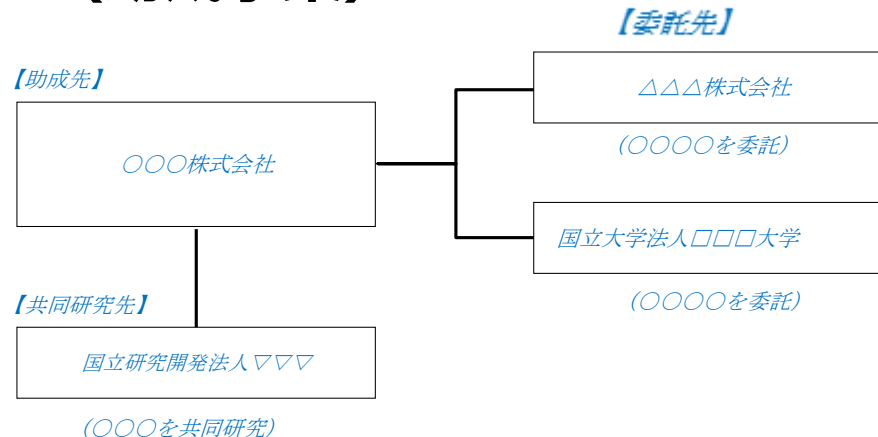 【委託先】
【助成先】
△△△株式会社
○○○株式会社
(○○○○を委託)
国立大学法人□□□大学
(○○○○を委託)
【共同研究先】
国立研究開発法人▽▽▽
(○○○を共同研究)